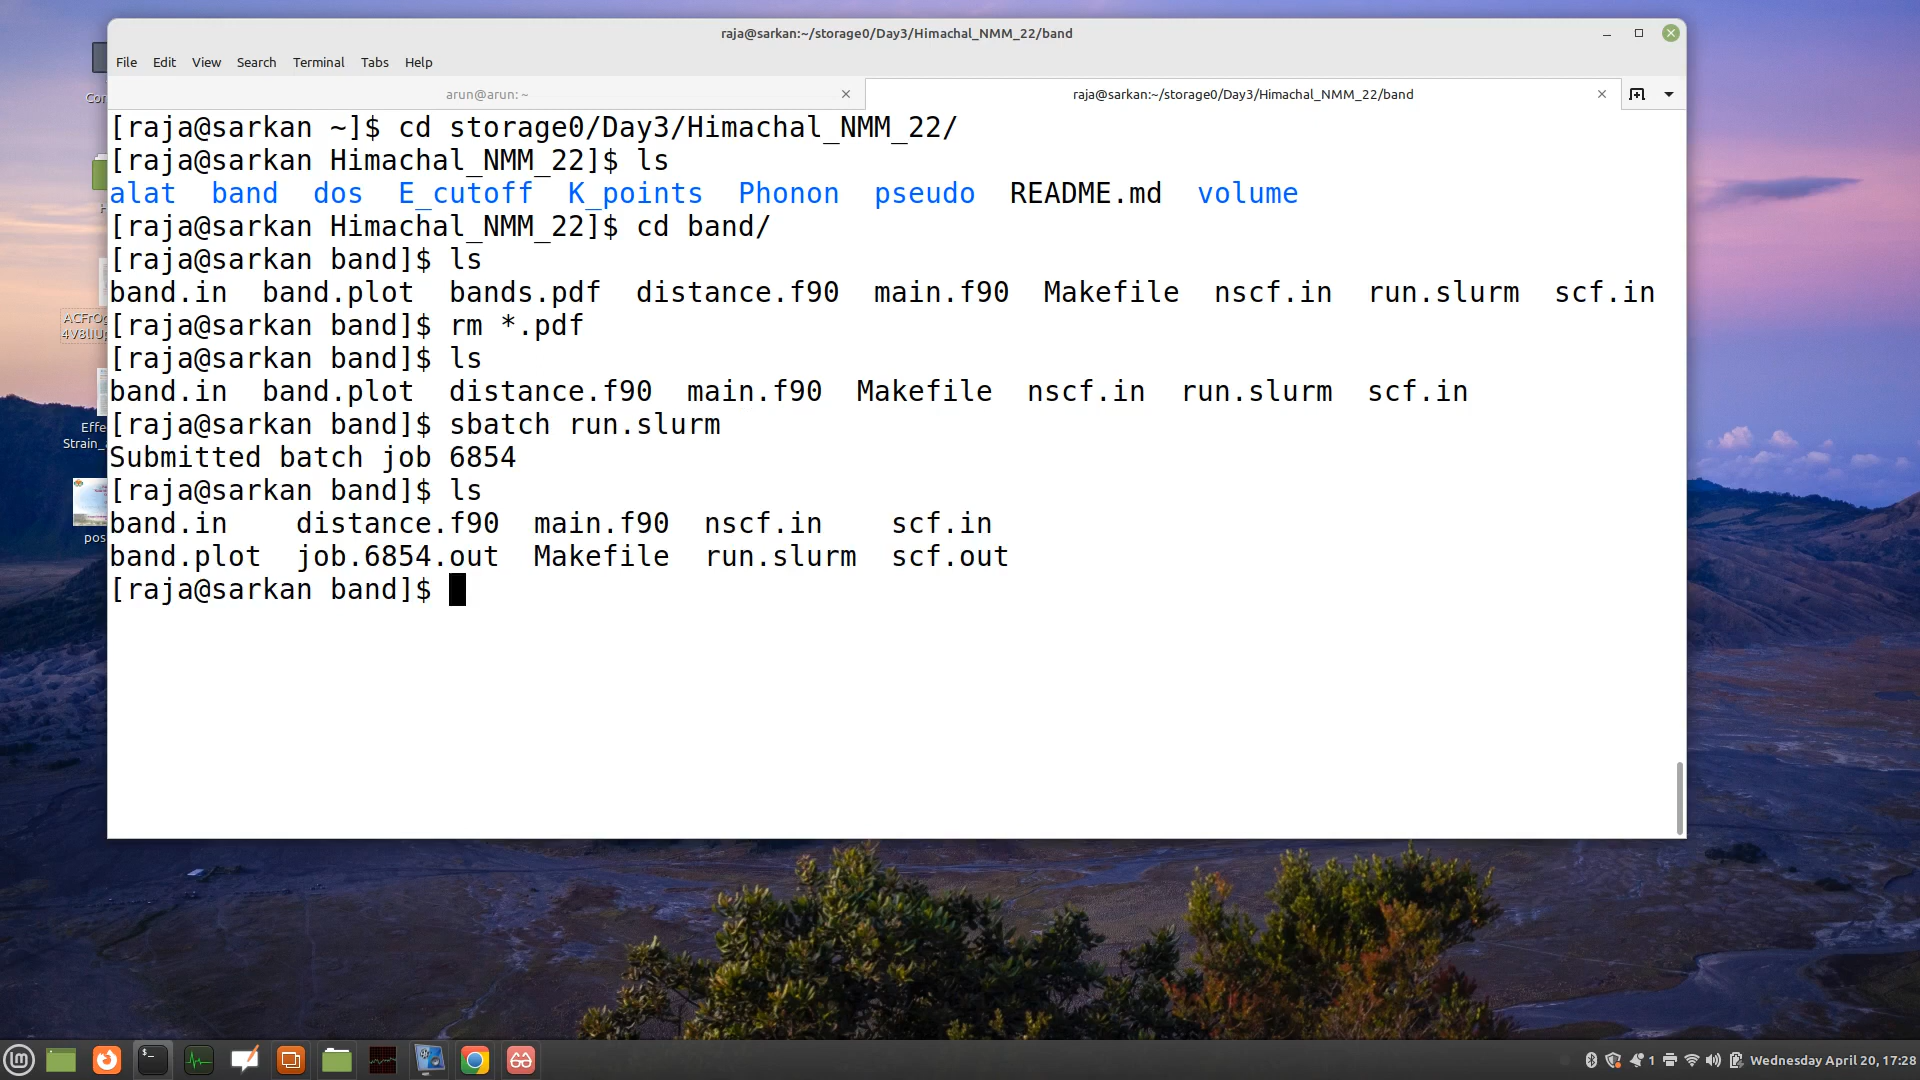 raja@sarkan:~/storage0/Day3/Himachal_NMM_22/band
File Edit View Search Terminal Tabs Help
arun@arun: ~
raja@sarkan:~/storage0/Day3/Himachal_NMM_22/band
[raja@sarkan ~]$ cd storage0/Day3/Himachal_NMM_22/
[raja@sarkan Himachal_NMM_22]$ ls
alat band dos E_cutoff K_points Phonon pseudo README.md volume
[raja@sarkan Himachal_NMM_22]$ cd band/
[raja@sarkan band]$ ls
band.in band.plot bands.pdf distance.f90 main.f90 Makefile nscf.in run.slurm scf.in
[raja@sarkan band]$ rm *.pdf
[raja@sarkan band]$ ls
band.in band.plot distance.f90 main.f90 Makefile nscf.in run.slurm scf.in
[raja@sarkan band]$ sbatch run.slurm
Submitted batch job 6854
[raja@sarkan band]$ ls
band.in distance.f90 main.f90 nscf.in scf.in
band.plot job.6854.out Makefile run.slurm scf.out
[raja@sarkan band]$
Effe
Strain_
pos
1
Wednesday April 20, 17:28